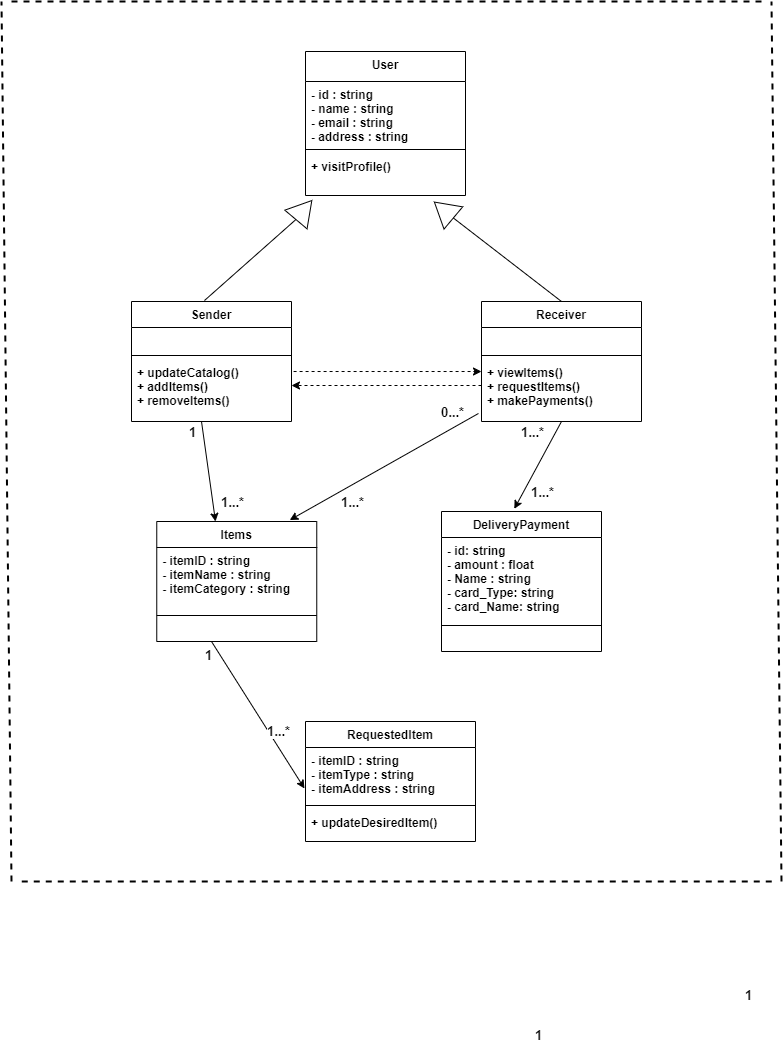 User
- id : string
- name : string
- email : string
- address : string
+ visitProfile()
Sender
+ updateCatalog()
+ addItems()
+ removeItems()
Receiver
+ viewItems()
+ requestItems()
+ makePayments()
0...*
1
1...*
1...*
1...*
1...*
Items
- itemID : string
- itemName : string
- itemCategory : string
DeliveryPayment
- id: string
- amount : float
- Name : string
- card_Type: string
- card_Name: string
1
1...*
RequestedItem
- itemID : string
- itemType : string
- itemAddress : string
+ updateDesiredItem()
1
1